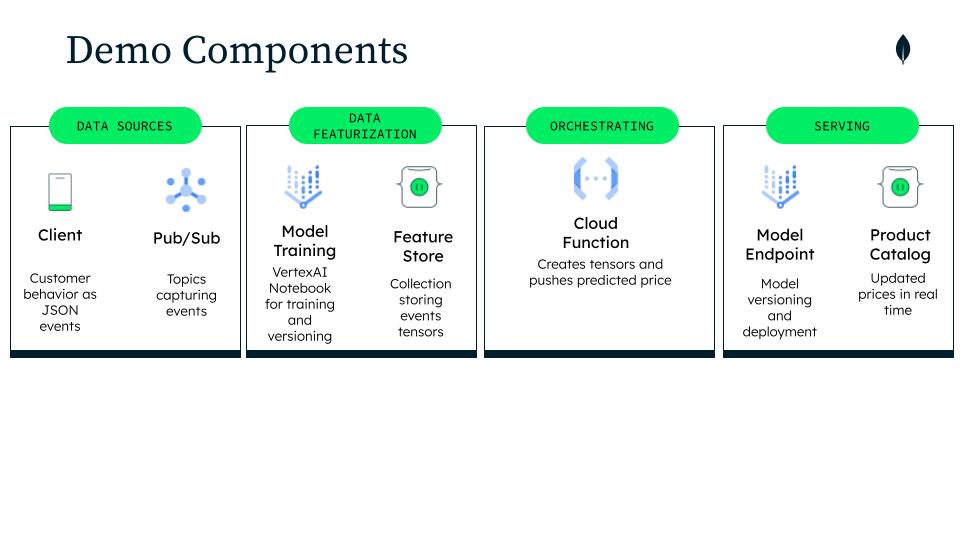 Demo Components
DATA SOURCES
Client
Customer
behavior as
JSON
events
Pub/Sub
Topics
capturing
events
DATA
FEATURIZATION
Model
Training
VertexAI
Notebook
for training
and
versioning
Feature
Store
Collection
storing
events
tensors
ORCHESTRATING
Cloud
Function
Creates tensors and
pushes predicted price
SERVING
Model
Endpoint
Model
versioning
and
deployment
Product
Catalog
Updated
prices in real
time